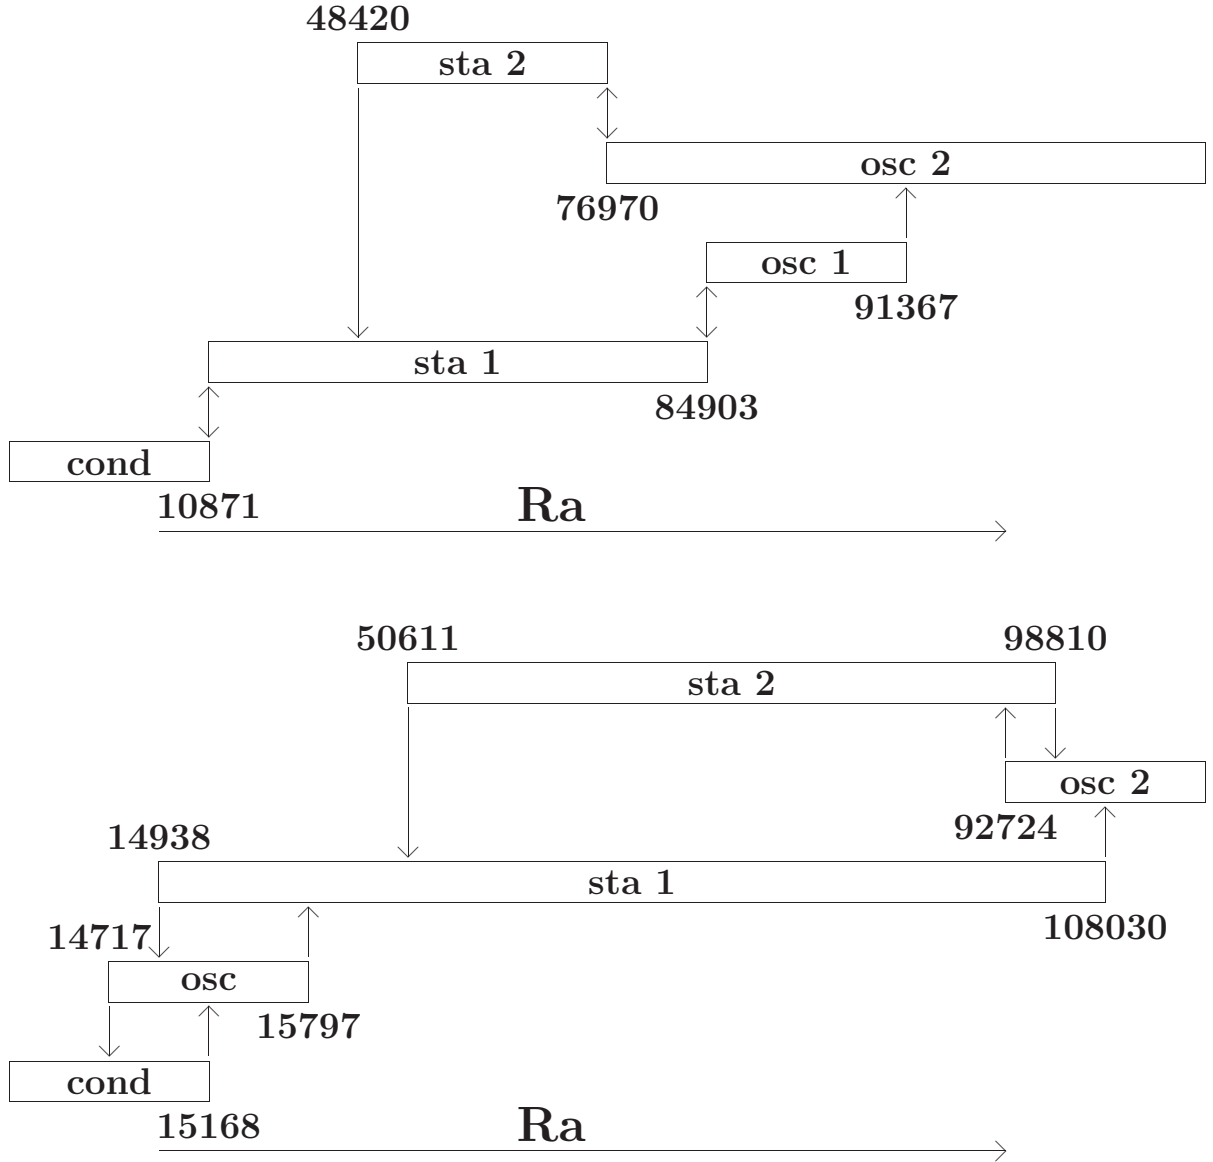 48420
sta 2
osc 2
76970
osc 1
91367
sta 1
84903
cond
10871
Ra
50611
98810
sta 2
osc 2
92724
14938
sta 1
108030
14717
osc
15797
cond
15168
Ra